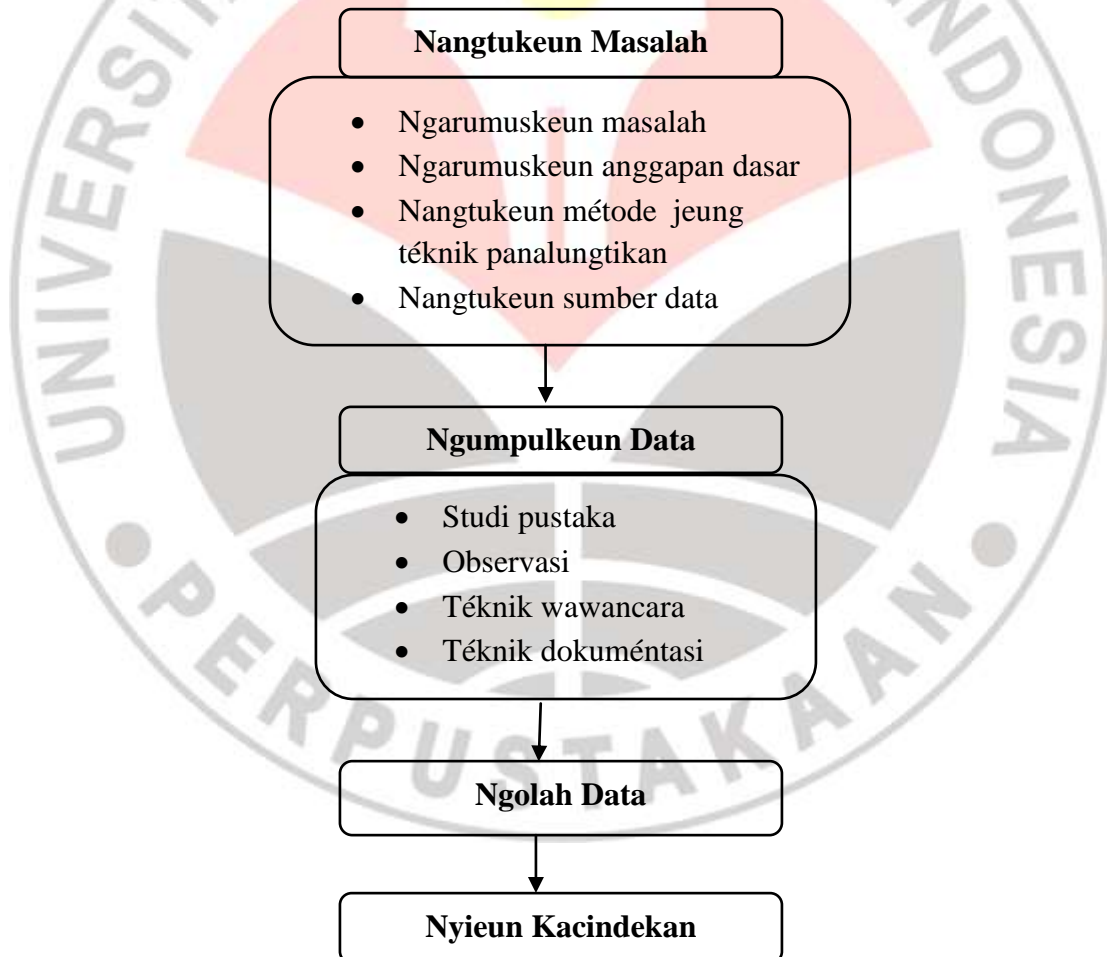 Nangtukeun Masalah
• Ngarumuskeun masalah
• Ngarumuskeun anggapan dasar
• Nangtukeun métode jeung
téknik panalungtikan
• Nangtukeun sumber data
Ngumpulkeun Data
• Studi pustaka
• Observasi
• Téknik wawancara
• Téknik dokuméntasi
Ngolah Data
Nyieun Kacindekan
PERPUSTAKAAN